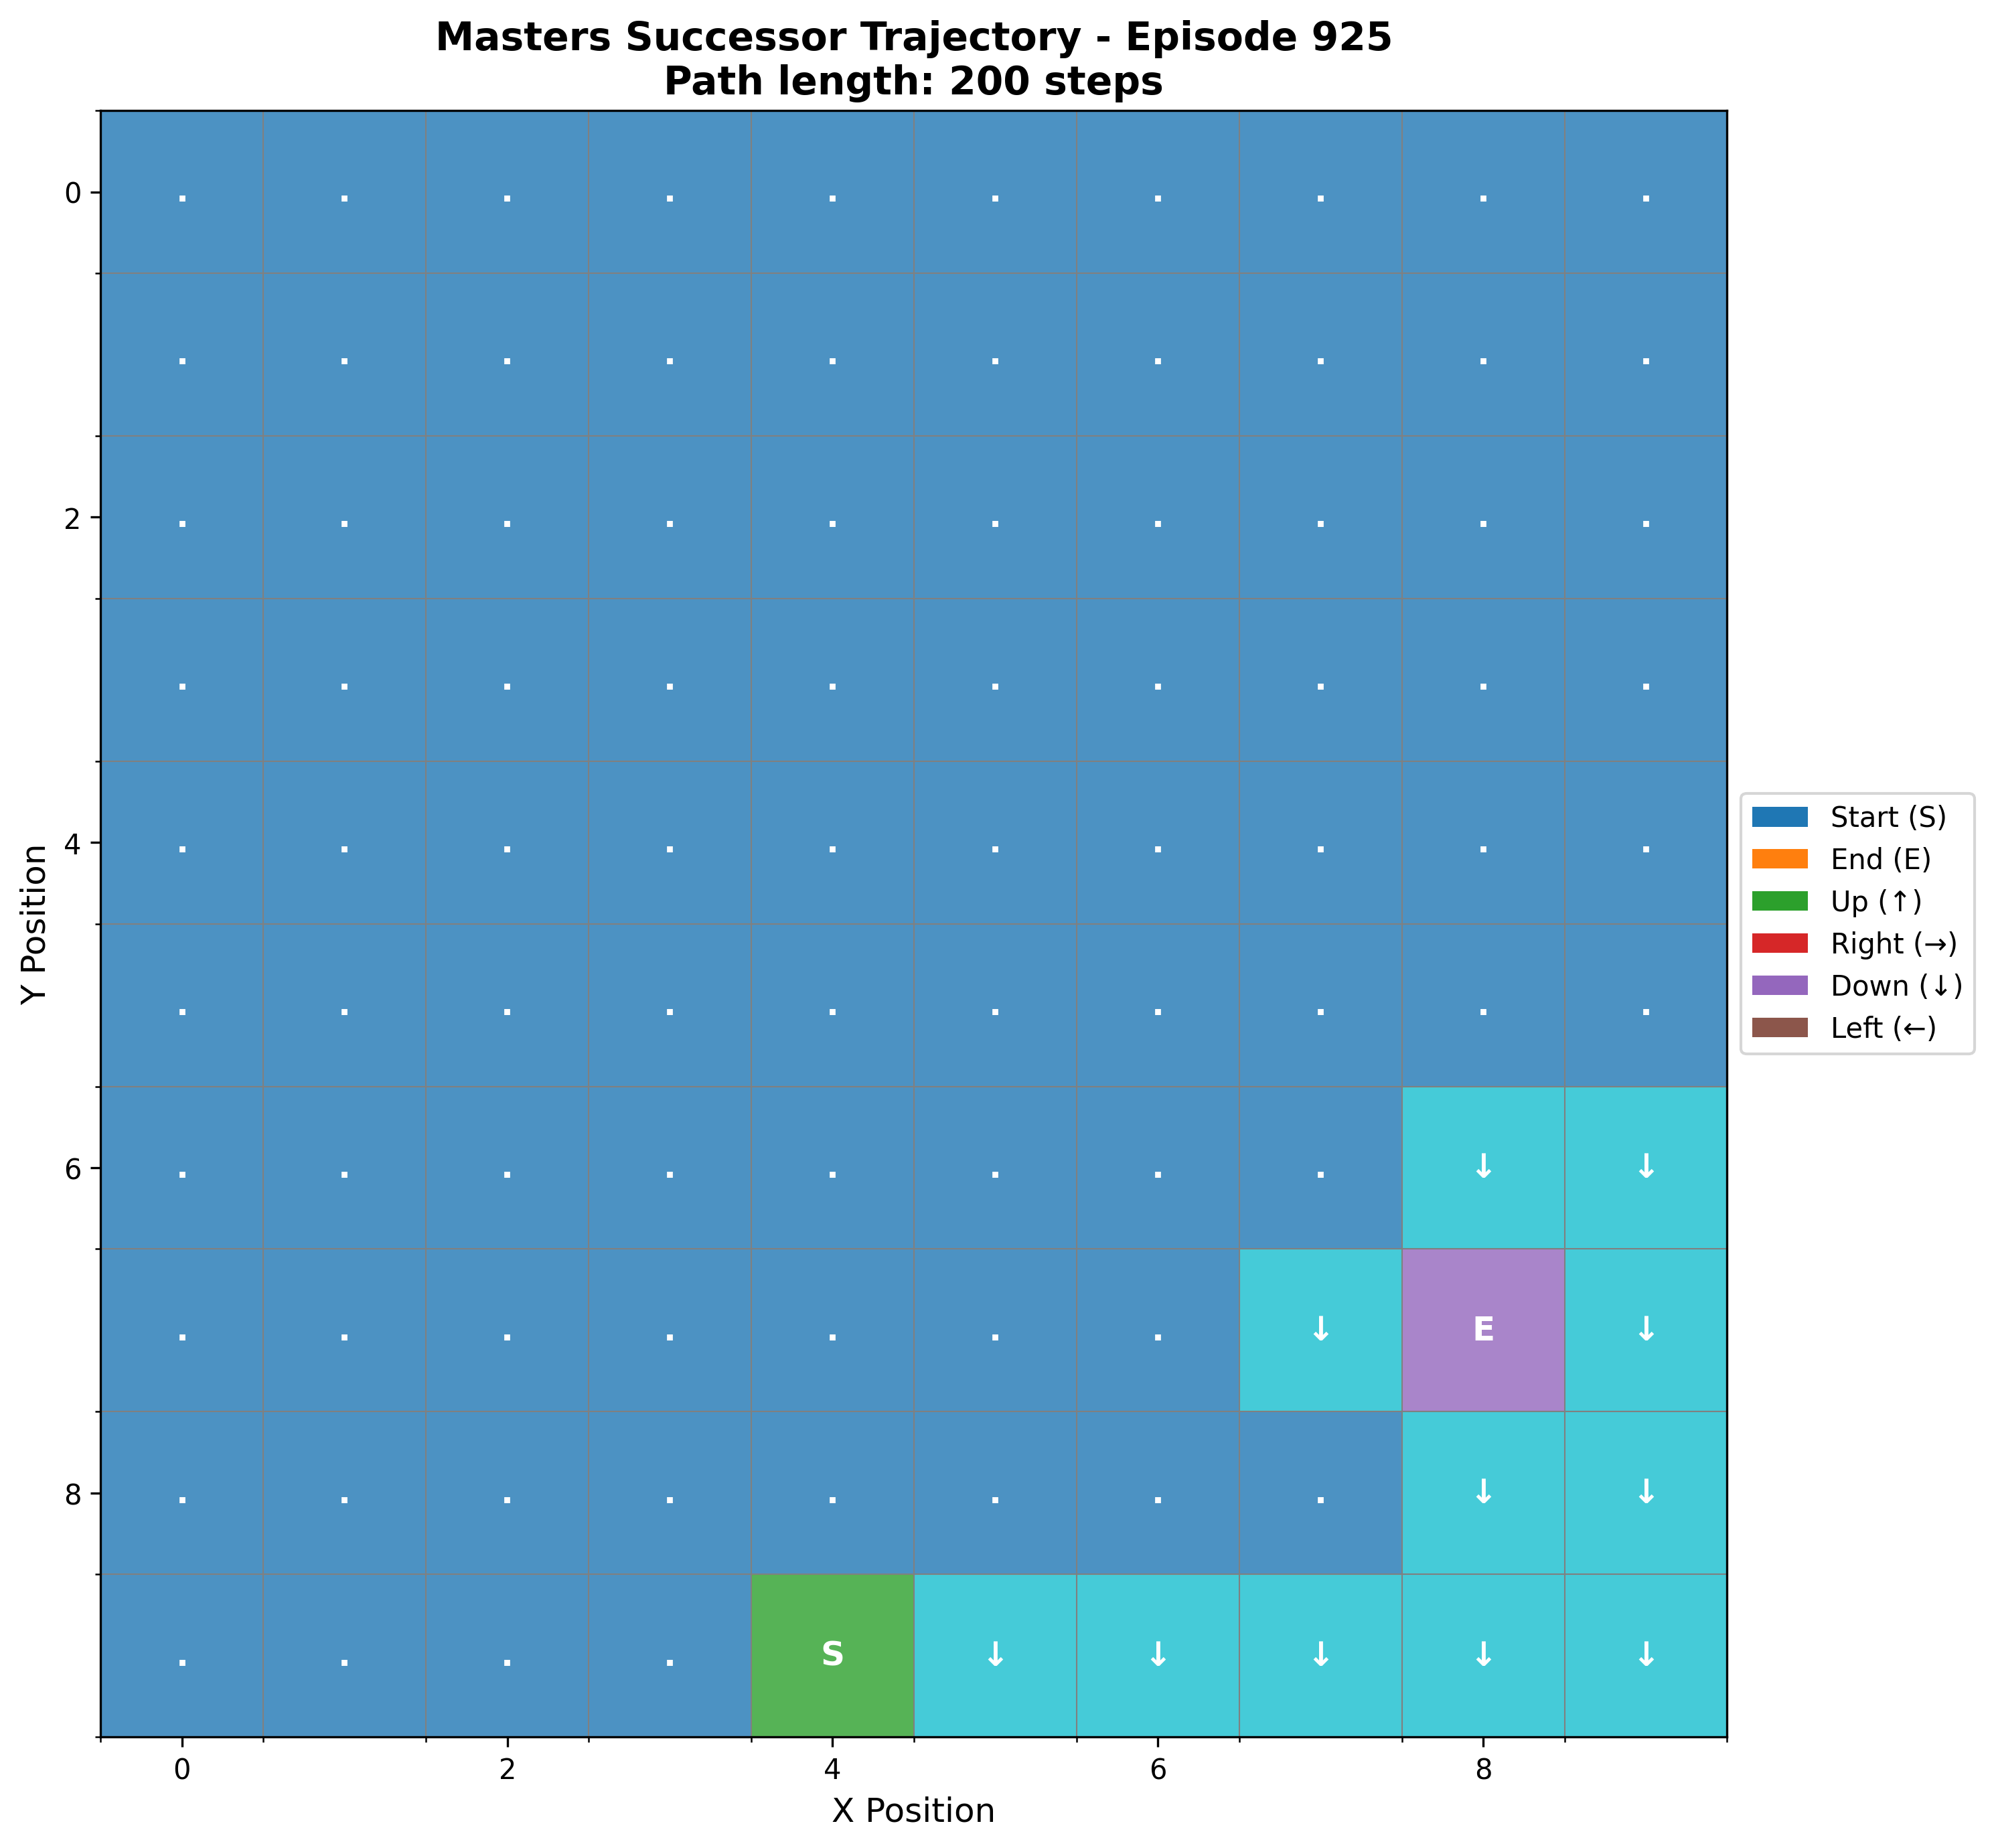 Masters Successor Trajectory - Episode 925
Path length: 200 steps
0
. . . . . . . . . .
. . . . . . . . . .
2
. . . . . . . . . .
. . . . . . . . . .
4
. . . . . . . . . .
. . . . . . . . . .
6
. . . . . . . . ↓ ↓
. . . . . . . ↓ E ↓
8
. . . . . . . . ↓ ↓
. . . . S ↓ ↓ ↓ ↓ ↓
0 2 4 6 8
X Position
Y Position
Start (S)
End (E)
Up (↑)
Right (→)
Down (↓)
Left (←)